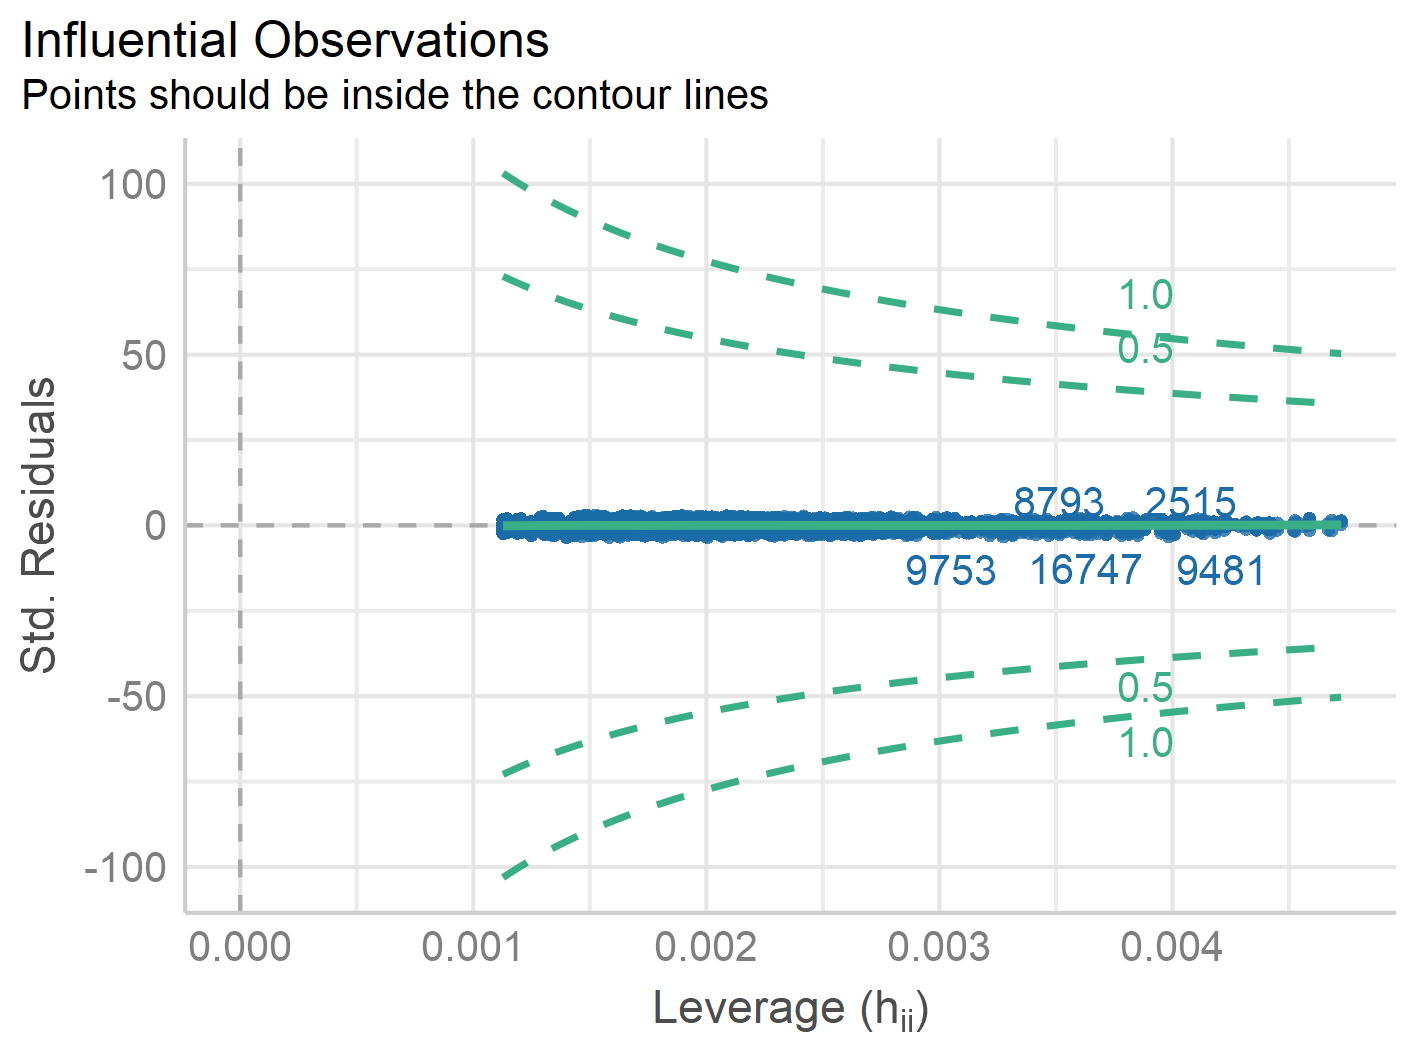 Influential Observations
Points should be inside the contour lines
100
50
0
-50
-100
Std. Residuals
1.0
0.5
8793 2515
9753 16747 9481
0.5
1.0
0.000 0.001 0.002 0.003 0.004
Leverage (hii)